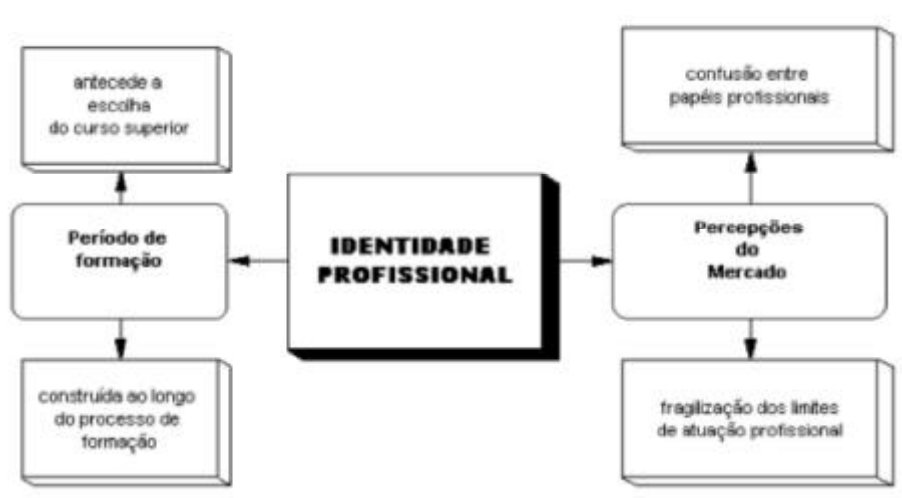 antecede a
escolha
do curso superior
Período de
formação
construída ao longo
do processo de
formação
IDENTIDADE
PROFISSIONAL
confusão entre
papéis profissionais
Percepções
do
Mercado
fragilização dos limites
de atuação profissional